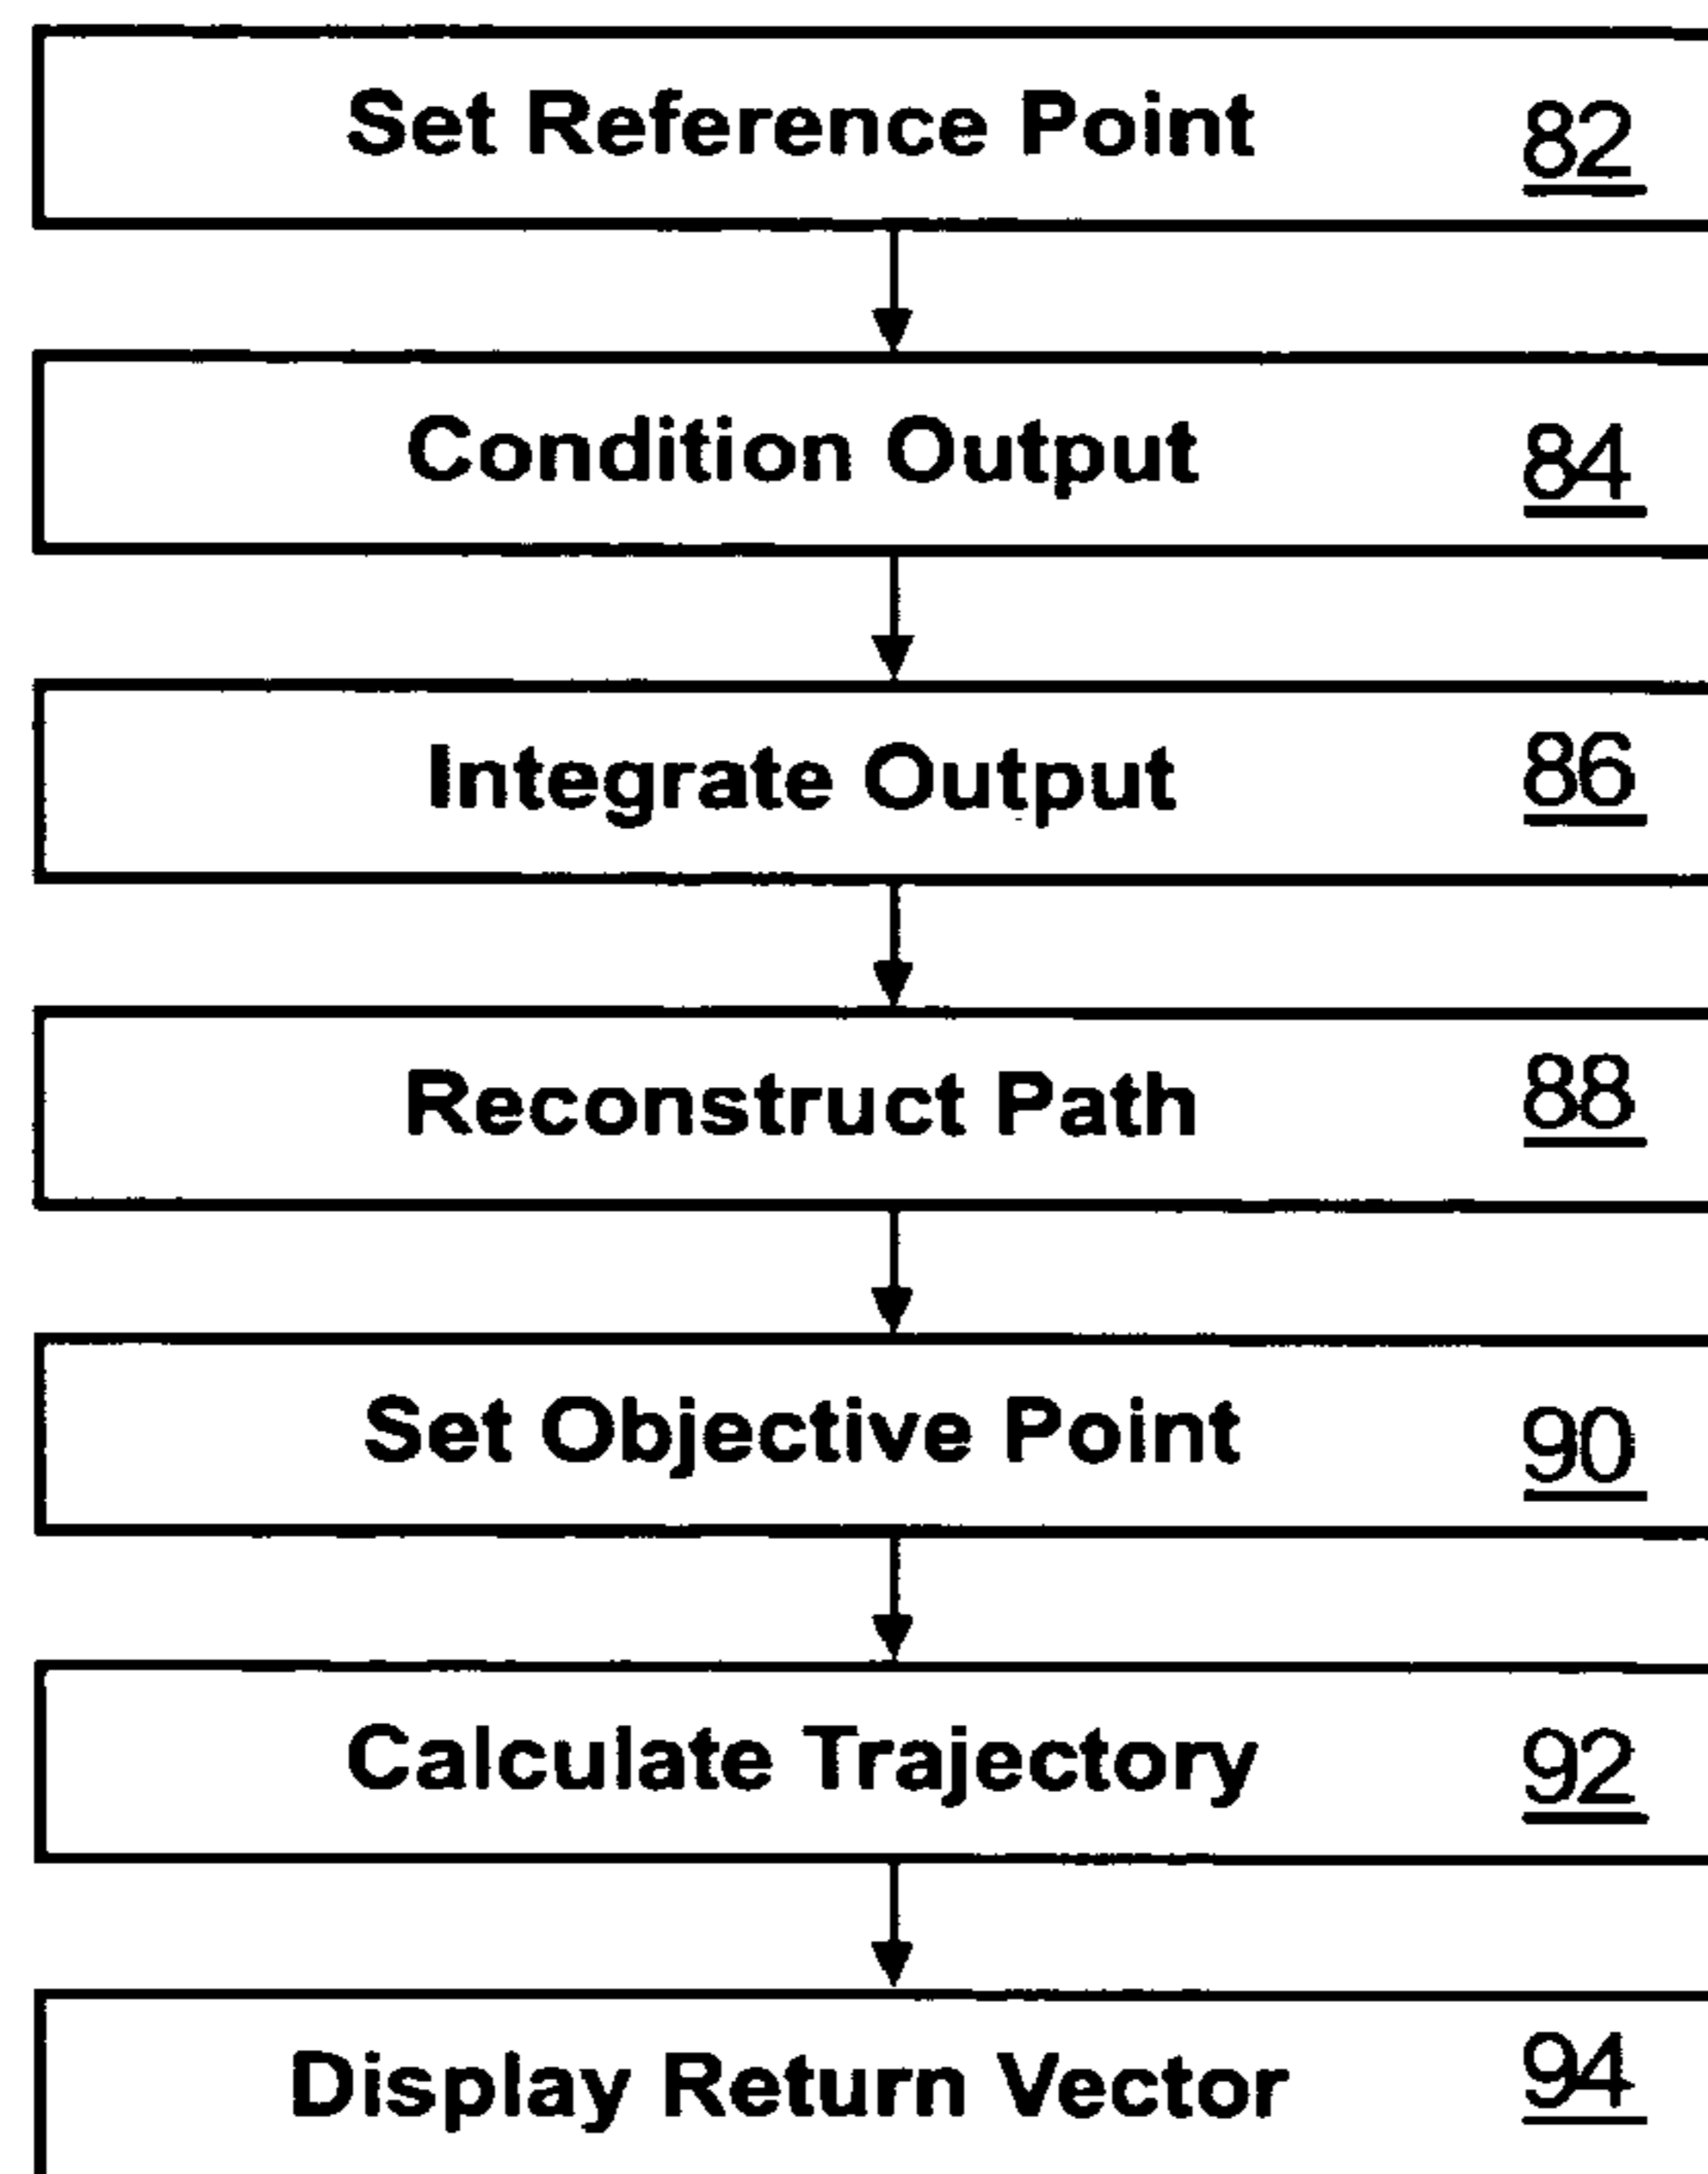 Set Reference Point 82
Condition Output 84
Integrate Output 86
Reconstruct Path 88
Set Objective Point 90
Calculate Trajectory 92
Display Return Vector 94